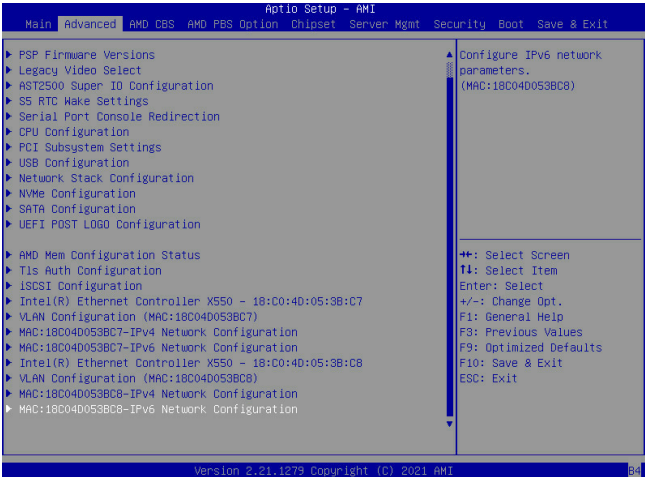 Aptio Setup - AMI
Main Advanced AMD CBS AMD PBS Option Chipset Server Mgmt Security Boot Save & Exit
PSP Firmware Versions
Legacy Video Select
AST2500 Super IO Configuration
S5 RTC Wake Settings
Serial Port Console Redirection
CPU Configuration
PCI Subsystem Settings
USB Configuration
Network Stack Configuration
NVMe Configuration
SATA Configuration
UEFI POST LOGO Configuration
AMD Mem Configuration Status
Tls Auth Configuration
iSCSI Configuration
Intel(R) Ethernet Controller X550 - 18:C0:4D:05:3B:C7
VLAN Configuration (MAC:18C04D053BC7)
MAC:18C04D053BC7-IPv4 Network Configuration
MAC:18C04D053BC7-IPv6 Network Configuration
Intel(R) Ethernet Controller X550 - 18:C0:4D:05:3B:C8
VLAN Configuration (MAC:18C04D053BC8)
MAC:18C04D053BC8-IPv4 Network Configuration
MAC:18C04D053BC8-IPv6 Network Configuration
Configure IPv6 network
parameters.
(MAC:18C04D053BC8)
→←: Select Screen
↑↓: Select Item
Enter: Select
+/-: Change Opt.
F1: General Help
F3: Previous Values
F9: Optimized Defaults
F10: Save & Exit
ESC: Exit
Version 2.21.1279 Copyright (C) 2021 AMI
B4